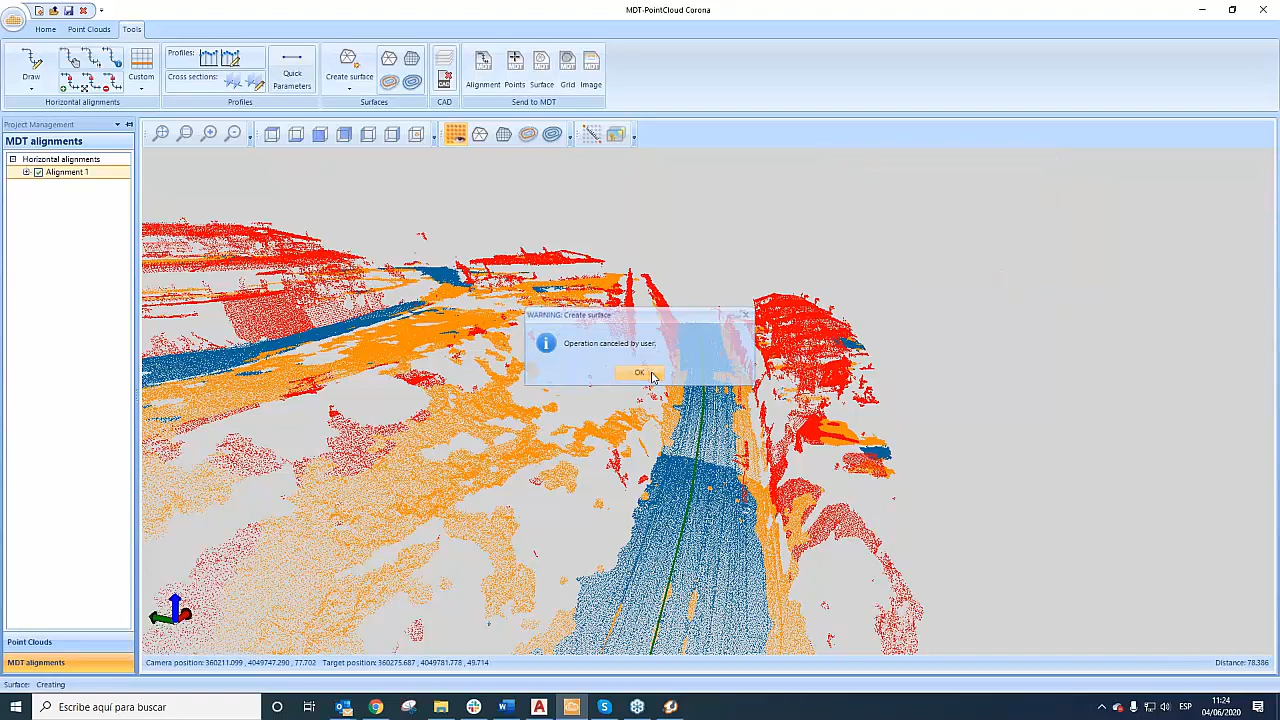 MDT-PointCloud Corona
Home
Point Clouds
Tools
Draw
Custom
Profiles:
Cross sections:
Quick
Parameters
Create surface
CAD
Alignment
Points
Surface
Grid
Image
Horizontal alignments
Profiles
Surfaces
CAD
Send to MDT
Project Management
MDT alignments
Horizontal alignments
Alignment 1
WARNING: Create surface
Operation canceled by user.
OK
Point Clouds
MDT alignments
Camera position: 360211.099 , 4049747.290 , 77.702 Target position: 360275.687 , 4049781.778 , 49.714
Distance: 78.386
Surface: Creating
Escribe aquí para buscar
ESP
11:24
04/06/2020